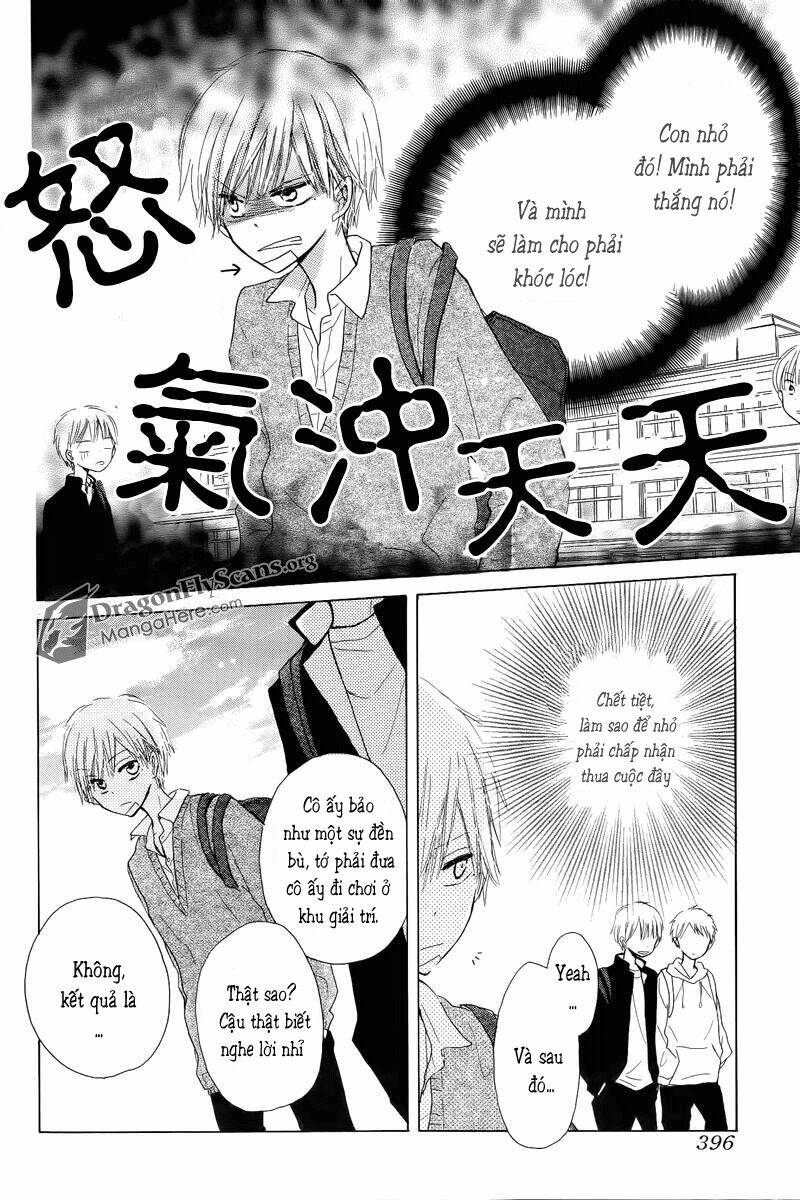 Con nhỏ
đó! Mình phải
thắng nó!
Và mình
sẽ làm cho phải
khóc lóc!
怒
氣沖天天
DragonFlyScans.org
MangaHere.com
Chết tiệt,
làm sao để nhỏ
phải chấp nhận
thua cuộc đây
Yeah
...
Và sau
đó...
Cô ấy bảo
như một sự đền
bù, tớ phải đưa
cô ấy đi chơi ở
khu giải trí.
Thật sao?
Cậu thật biết
nghe lời nhỉ
Không,
kết quả là
...
396